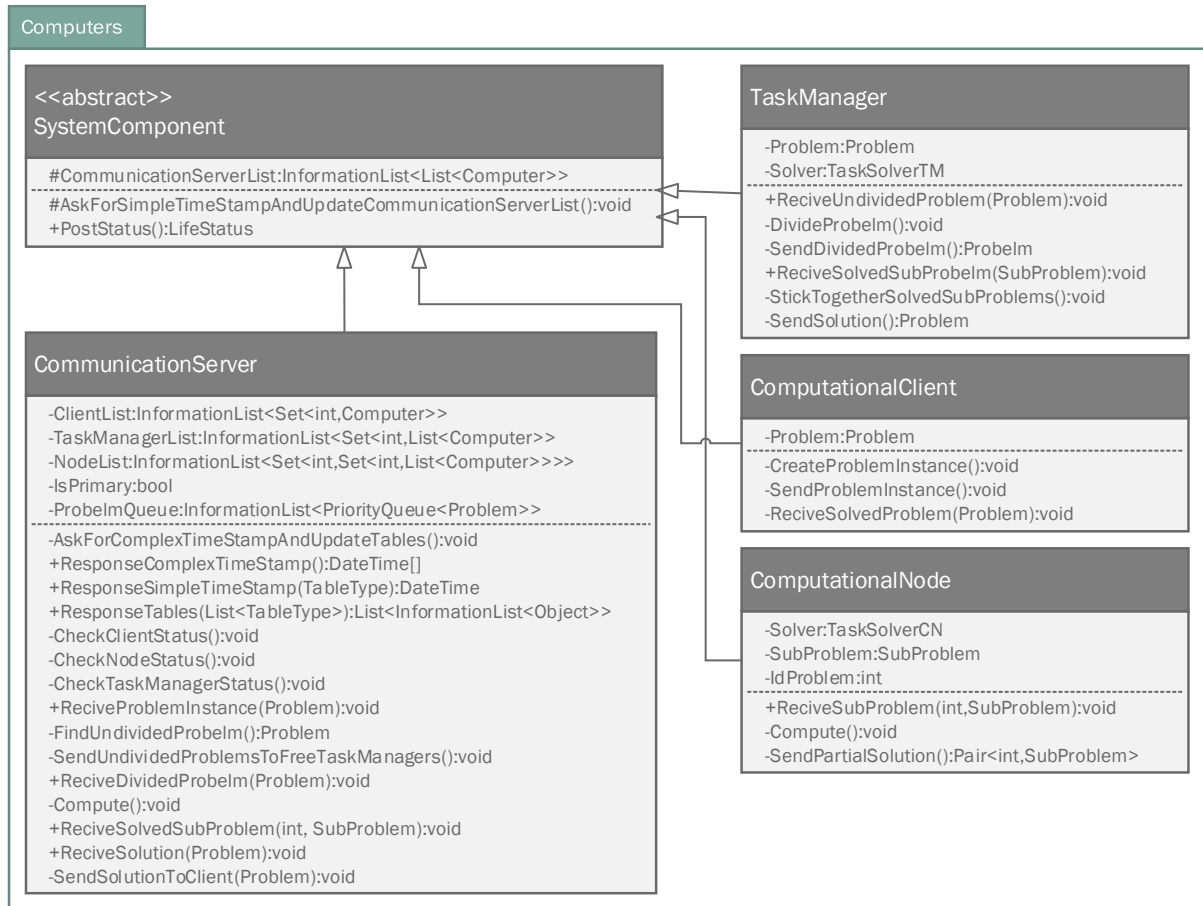 Computers
<<abstract>>
SystemComponent
#CommunicationServerList:InformationList<List<Computer>>
#AskForSimpleTimeStampAndUpdateCommunicationServerList():void
+PostStatus():LifeStatus
CommunicationServer
-ClientList:InformationList<Set<int,Computer>>
-TaskManagerList:InformationList<Set<int,List<Computer>>
-NodeList:InformationList<Set<int,Set<int,List<Computer>>>>
-IsPrimary:bool
-ProbelmQueue:InformationList<PriorityQueue<Problem>>
-AskForComplexTimeStampAndUpdateTables():void
+ResponseComplexTimeStamp():DateTime[]
+ResponseSimpleTimeStamp(TableType):DateTime
+ResponseTables(List<TableType>):List<InformationList<Object>>
-CheckClientStatus():void
-CheckNodeStatus():void
-CheckTaskManagerStatus():void
+ReciveProblemInstance(Problem):void
-FindUndividedProbelm():Problem
-SendUndividedProblemsToFreeTaskManagers():void
+ReciveDividedProbelm(Problem):void
-Compute():void
+ReciveSolvedSubProblem(int, SubProblem):void
+ReciveSolution(Problem):void
-SendSolutionToClient(Problem):void
TaskManager
-Problem:Problem
-Solver:TaskSolverTM
+ReciveUndividedProblem(Problem):void
-DivideProbelm():void
-SendDividedProbelm():Probelm
+ReciveSolvedSubProbelm(SubProblem):void
-StickTogetherSolvedSubProblems():void
-SendSolution():Problem
ComputationalClient
-Problem:Problem
-CreateProblemInstance():void
-SendProblemInstance():void
-ReciveSolvedProblem(Problem):void
ComputationalNode
-Solver:TaskSolverCN
-SubProblem:SubProblem
-IdProblem:int
+ReciveSubProblem(int,SubProblem):void
-Compute():void
-SendPartialSolution():Pair<int,SubProblem>